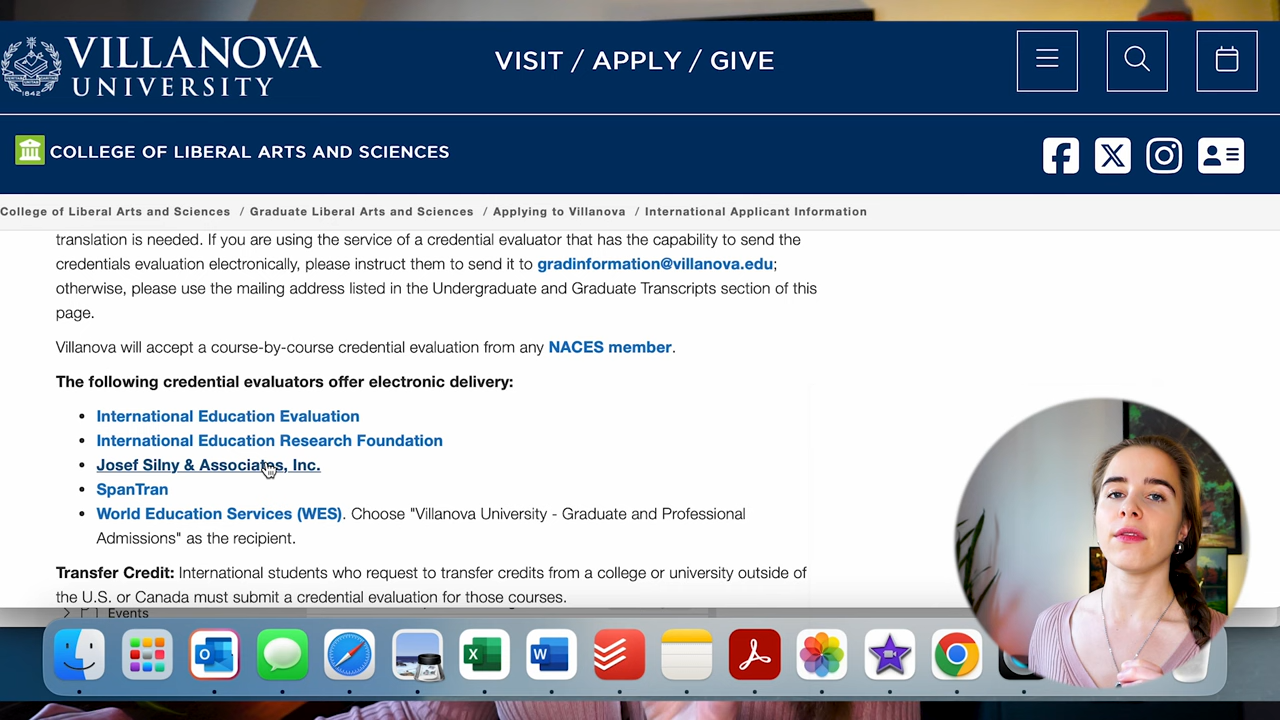 VILLANOVA
UNIVERSITY
1842
VISIT / APPLY / GIVE
COLLEGE OF LIBERAL ARTS AND SCIENCES
College of Liberal Arts and Sciences / Graduate Liberal Arts and Sciences / Applying to Villanova / International Applicant Information
translation is needed. If you are using the service of a credential evaluator that has the capability to send the
credentials evaluation electronically, please instruct them to send it to gradinformation@villanova.edu;
otherwise, please use the mailing address listed in the Undergraduate and Graduate Transcripts section of this
page.
Villanova will accept a course-by-course credential evaluation from any NACES member.
The following credential evaluators offer electronic delivery:
• International Education Evaluation
• International Education Research Foundation
• Josef Silny & Associates, Inc.
• SpanTran
• World Education Services (WES). Choose "Villanova University - Graduate and Professional
Admissions" as the recipient.
Transfer Credit: International students who request to transfer credits from a college or university outside of
the U.S. or Canada must submit a credential evaluation for those courses.
Events